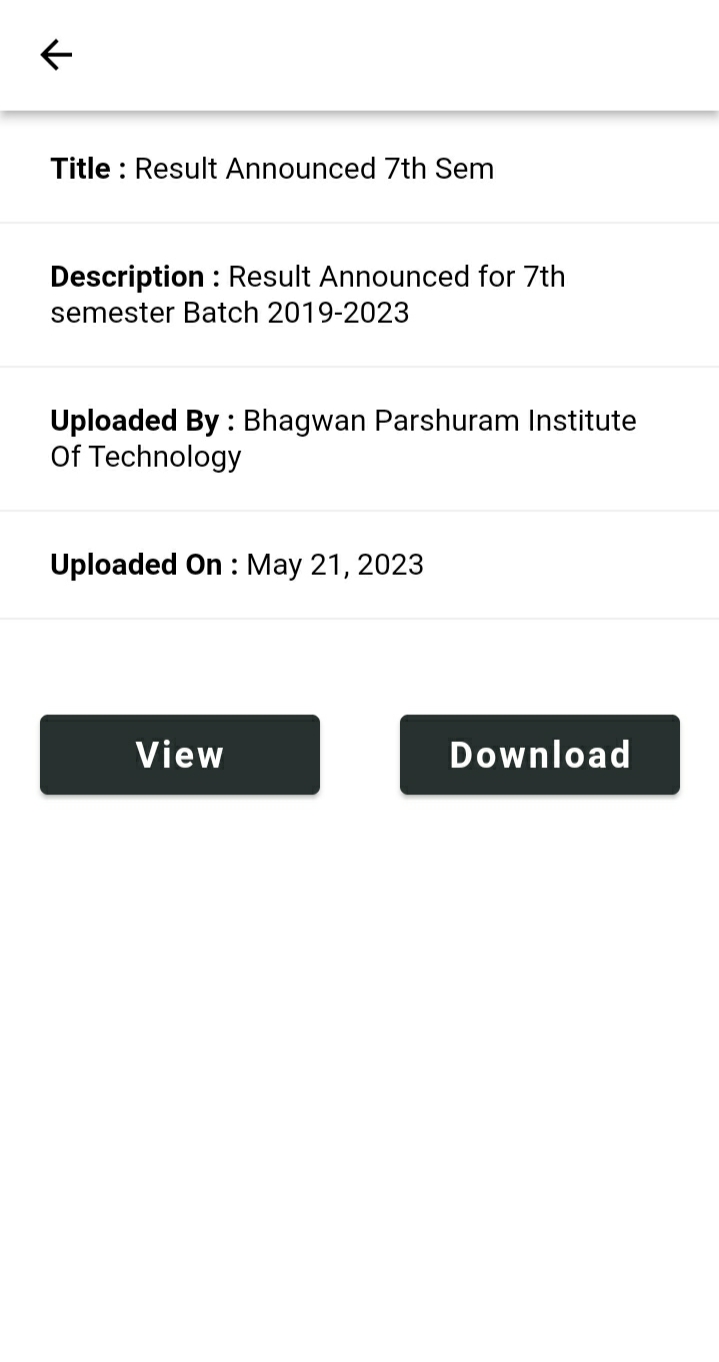 Title : Result Announced 7th Sem
Description : Result Announced for 7th
semester Batch 2019-2023
Uploaded By : Bhagwan Parshuram Institute
Of Technology
Uploaded On : May 21, 2023
View
Download